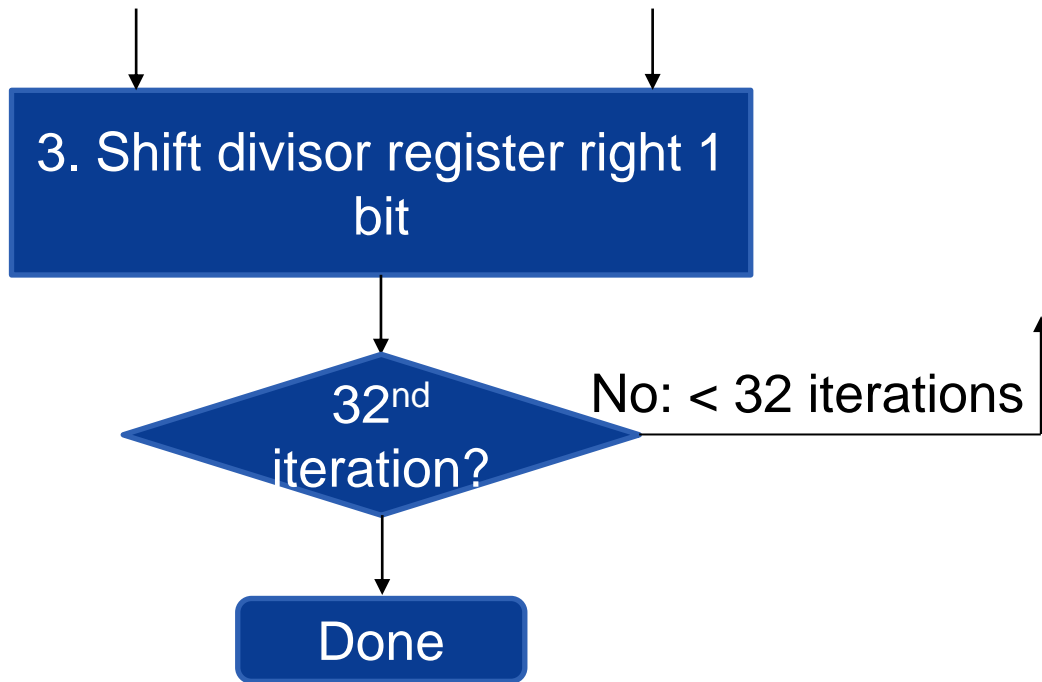 3. Shift divisor register right 1
bit
32nd
iteration?
No: < 32 iterations
Done